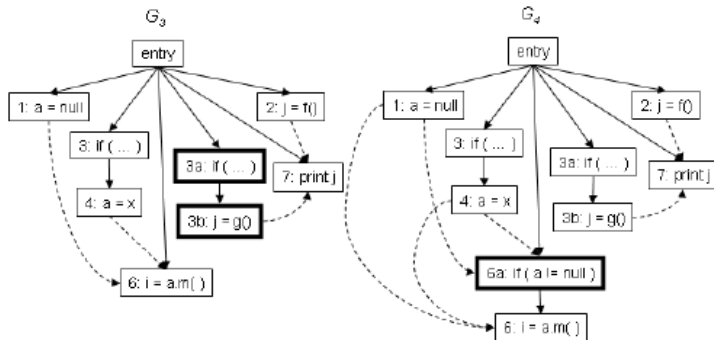 G3 G4
entry entry
1: a = null 2: j = f() 1: a = null 2: j = f()
3: if ( ... ) 3a: if ( ... ) 3: if ( ... ) 3a: if ( ... )
7: print j 7: print j
4: a = x 3b: j = g() 4: a = x 3b: j = g()
6: i = a.m( ) 6a: if ( a != null )
6: i = a.m( )